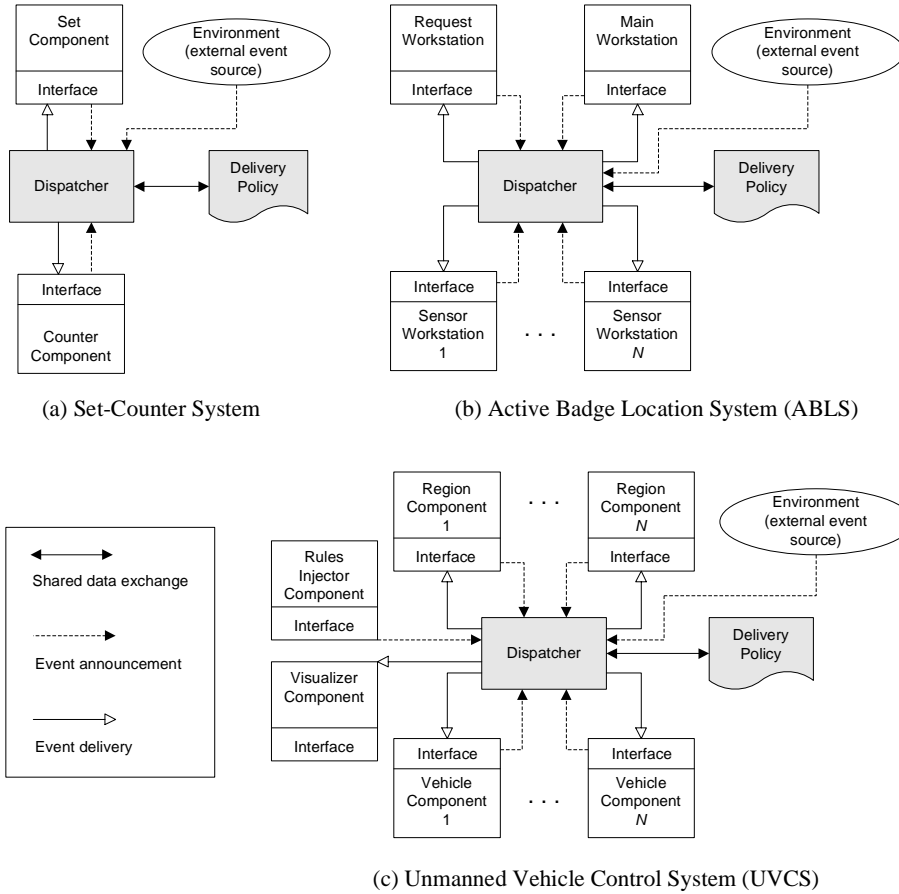 Set
Component
Interface
Environment
(external event
source)
Dispatcher
Delivery
Policy
Interface
Counter
Component
(a) Set-Counter System
Request
Workstation
Interface
Main
Workstation
Interface
Environment
(external event
source)
Dispatcher
Delivery
Policy
Interface
Sensor
Workstation
1
. . .
Interface
Sensor
Workstation
N
(b) Active Badge Location System (ABLS)
Shared data exchange
Event announcement
Event delivery
Region
Component
1
Interface
. . .
Region
Component
N
Interface
Environment
(external event
source)
Rules
Injector
Component
Interface
Dispatcher
Delivery
Policy
Visualizer
Component
Interface
Interface
Vehicle
Component
1
. . .
Interface
Vehicle
Component
N
(c) Unmanned Vehicle Control System (UVCS)